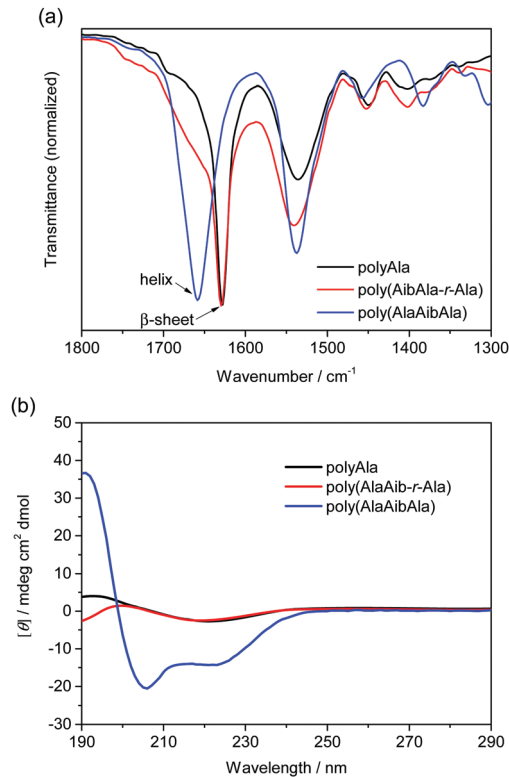 (a)
Transmittance (normalized)
helix
β-sheet
polyAla
poly(AibAla-r-Ala)
poly(AlaAibAla)
1800 1700 1600 1500 1400 1300
Wavenumber / cm⁻¹
(b)
[θ] / mdeg cm² dmol
50
40
30
20
10
0
-10
-20
-30
polyAla
poly(AlaAib-r-Ala)
poly(AlaAibAla)
190 210 230 250 270 290
Wavelength / nm